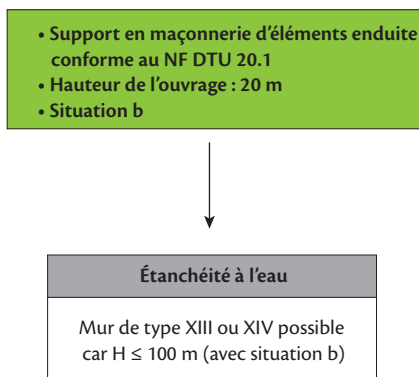 • Support en maçonnerie d'éléments enduite
conforme au NF DTU 20.1
• Hauteur de l'ouvrage : 20 m
• Situation b
Étanchéité à l'eau
Mur de type XIII ou XIV possible
car H ≤ 100 m (avec situation b)